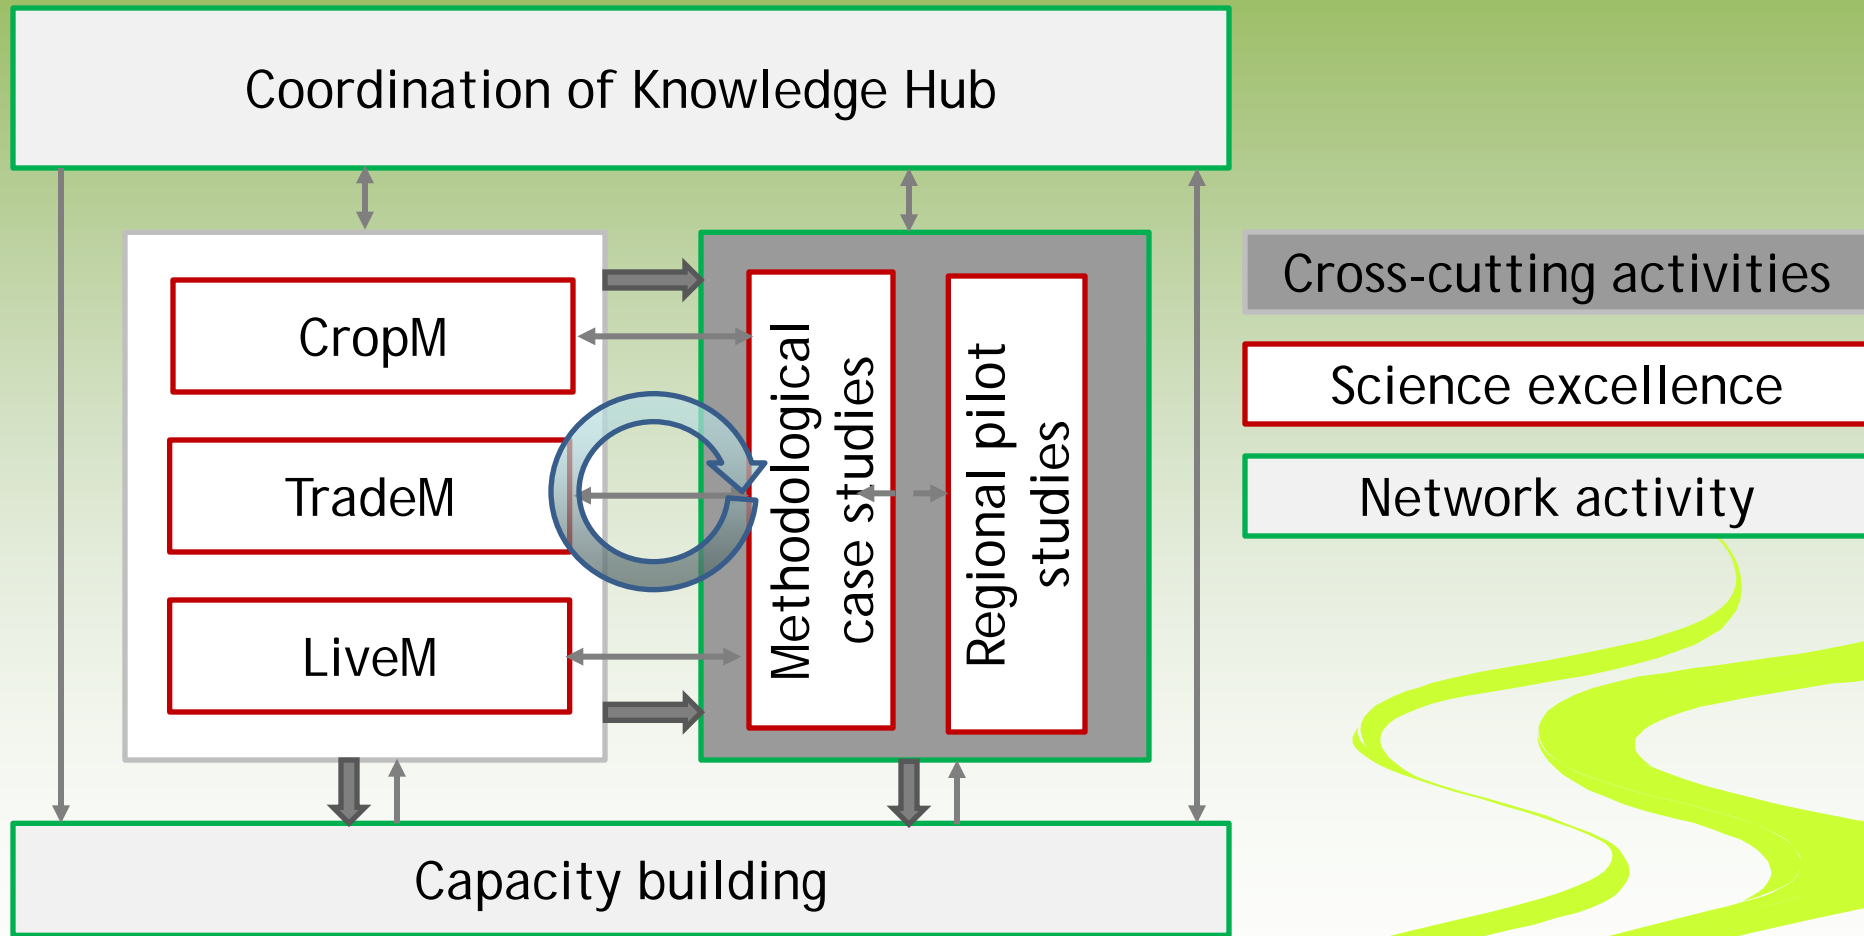 Coordination of Knowledge Hub
CropM
TradeM
LiveM
Methodological
case studies
Regional pilot
studies
Cross-cutting activities
Science excellence
Network activity
Capacity building